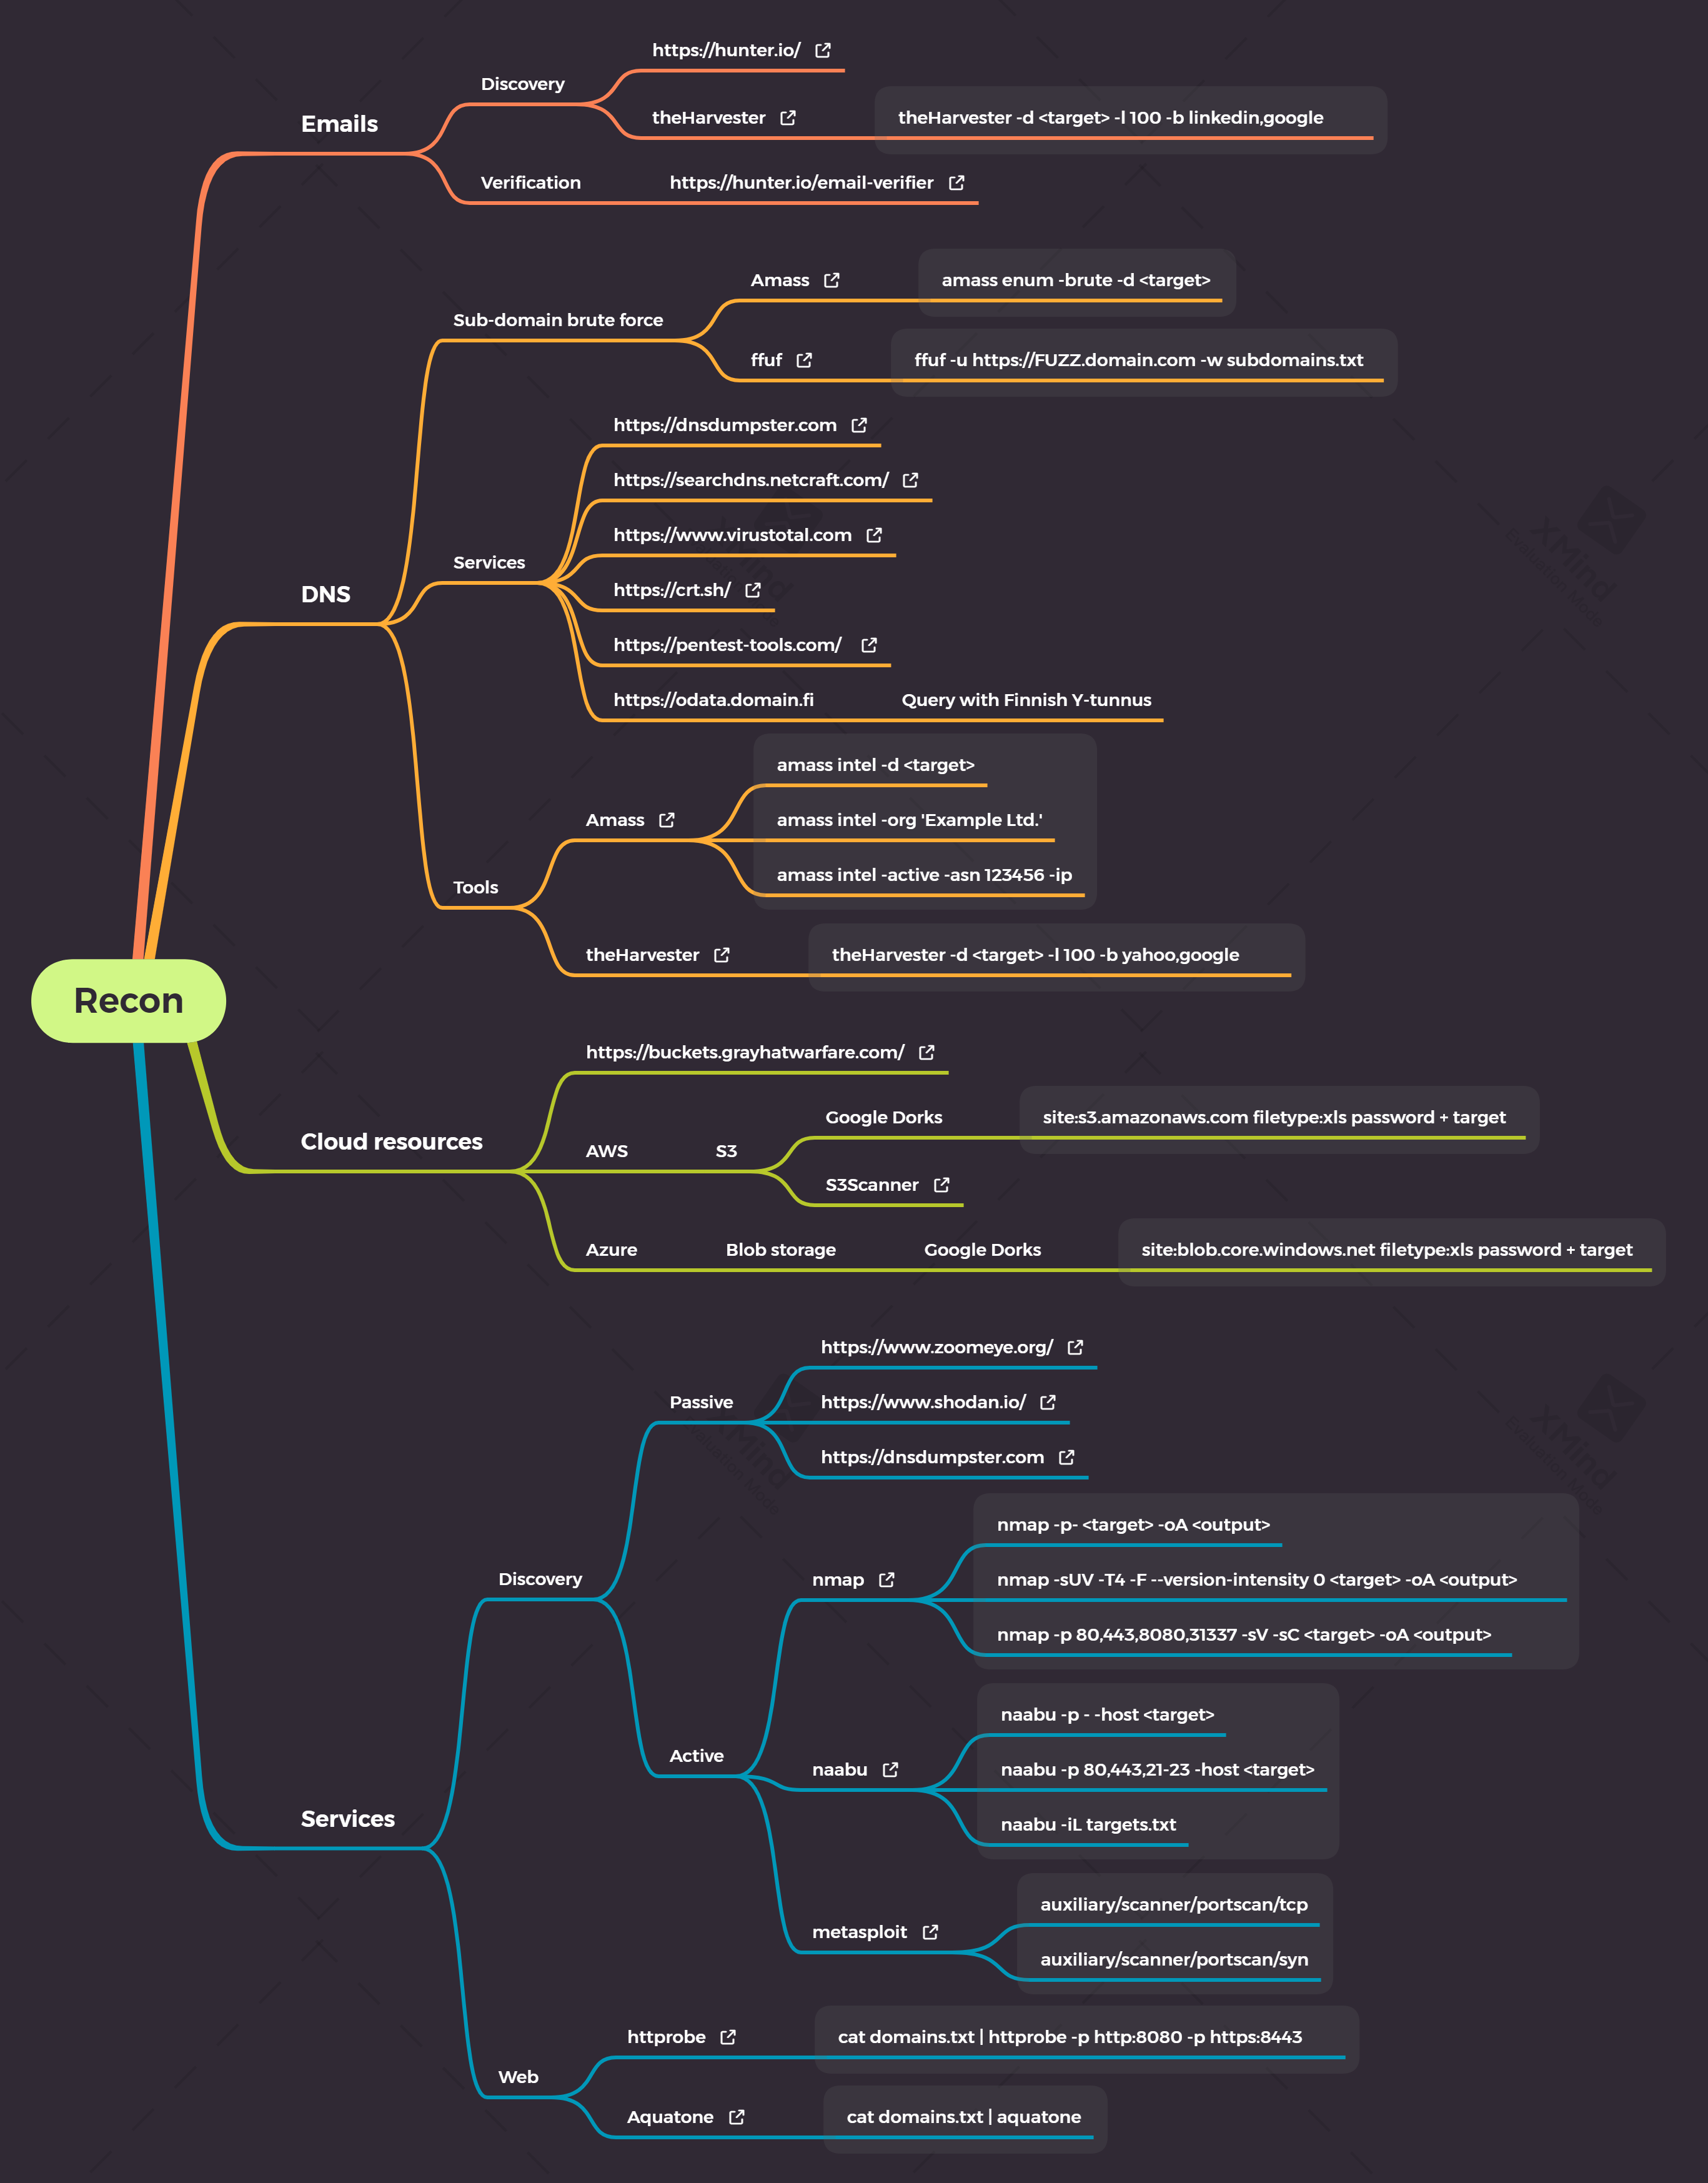 https://hunter.io/
Discovery
theHarvester
theHarvester -d <target> -l 100 -b linkedin,google
Emails
Verification
https://hunter.io/email-verifier
Amass
amass enum -brute -d <target>
Sub-domain brute force
ffuf
ffuf -u https://FUZZ.domain.com -w subdomains.txt
https://dnsdumpster.com
https://searchdns.netcraft.com/
https://www.virustotal.com
Services
https://crt.sh/
DNS
https://pentest-tools.com/
https://odata.domain.fi
Query with Finnish Y-tunnus
amass intel -d <target>
Amass
amass intel -org 'Example Ltd.'
amass intel -active -asn 123456 -ip
Tools
theHarvester
theHarvester -d <target> -l 100 -b yahoo,google
Recon
https://buckets.grayhatwarfare.com/
Google Dorks
site:s3.amazonaws.com filetype:xls password + target
Cloud resources
AWS
S3
S3Scanner
Azure
Blob storage
Google Dorks
site:blob.core.windows.net filetype:xls password + target
https://www.zoomeye.org/
Passive
https://www.shodan.io/
https://dnsdumpster.com
nmap -p- <target> -oA <output>
Discovery
nmap
nmap -sUV -T4 -F --version-intensity 0 <target> -oA <output>
nmap -p 80,443,8080,31337 -sV -sC <target> -oA <output>
naabu -p - -host <target>
Active
naabu
naabu -p 80,443,21-23 -host <target>
Services
naabu -iL targets.txt
auxiliary/scanner/portscan/tcp
metasploit
auxiliary/scanner/portscan/syn
httprobe
cat domains.txt | httprobe -p http:8080 -p https:8443
Web
Aquatone
cat domains.txt | aquatone
XMind
XMind
XMind
XMind